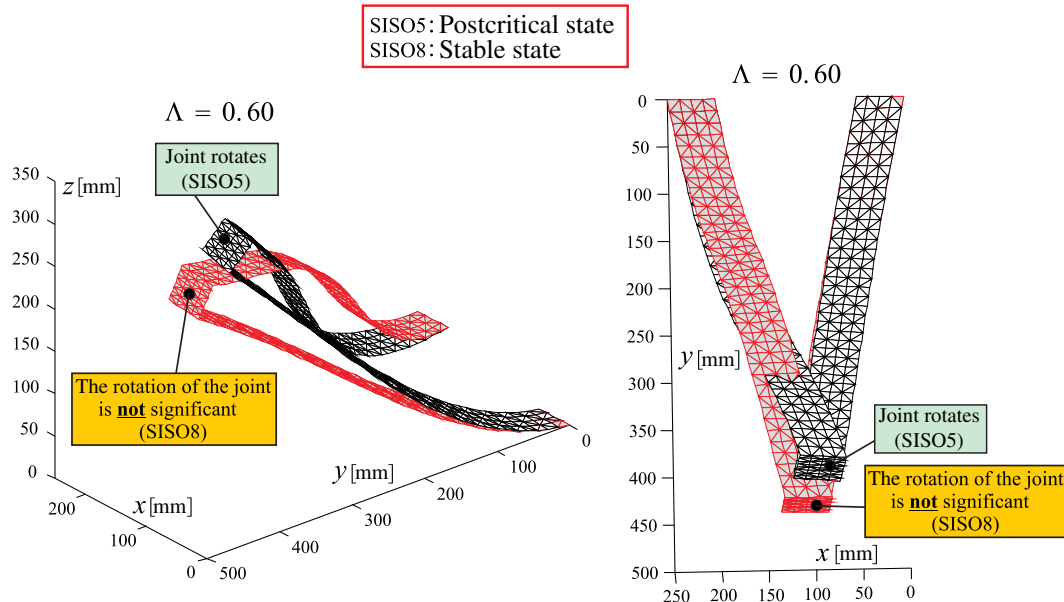 SISO5: Postcritical state
SISO8: Stable state
Λ = 0.60
Joint rotates
(SISO5)
z [mm]
350
300
250
200
150
100
50
0
The rotation of the joint
is not significant
(SISO8)
200
x [mm]
100
0
500
400
300
y [mm]
200
100
0
Λ = 0.60
0
50
100
150
200
250
300
350
400
450
500
y [mm]
Joint rotates
(SISO5)
The rotation of the joint
is not significant
(SISO8)
x [mm]
250
200
150
100
50
0